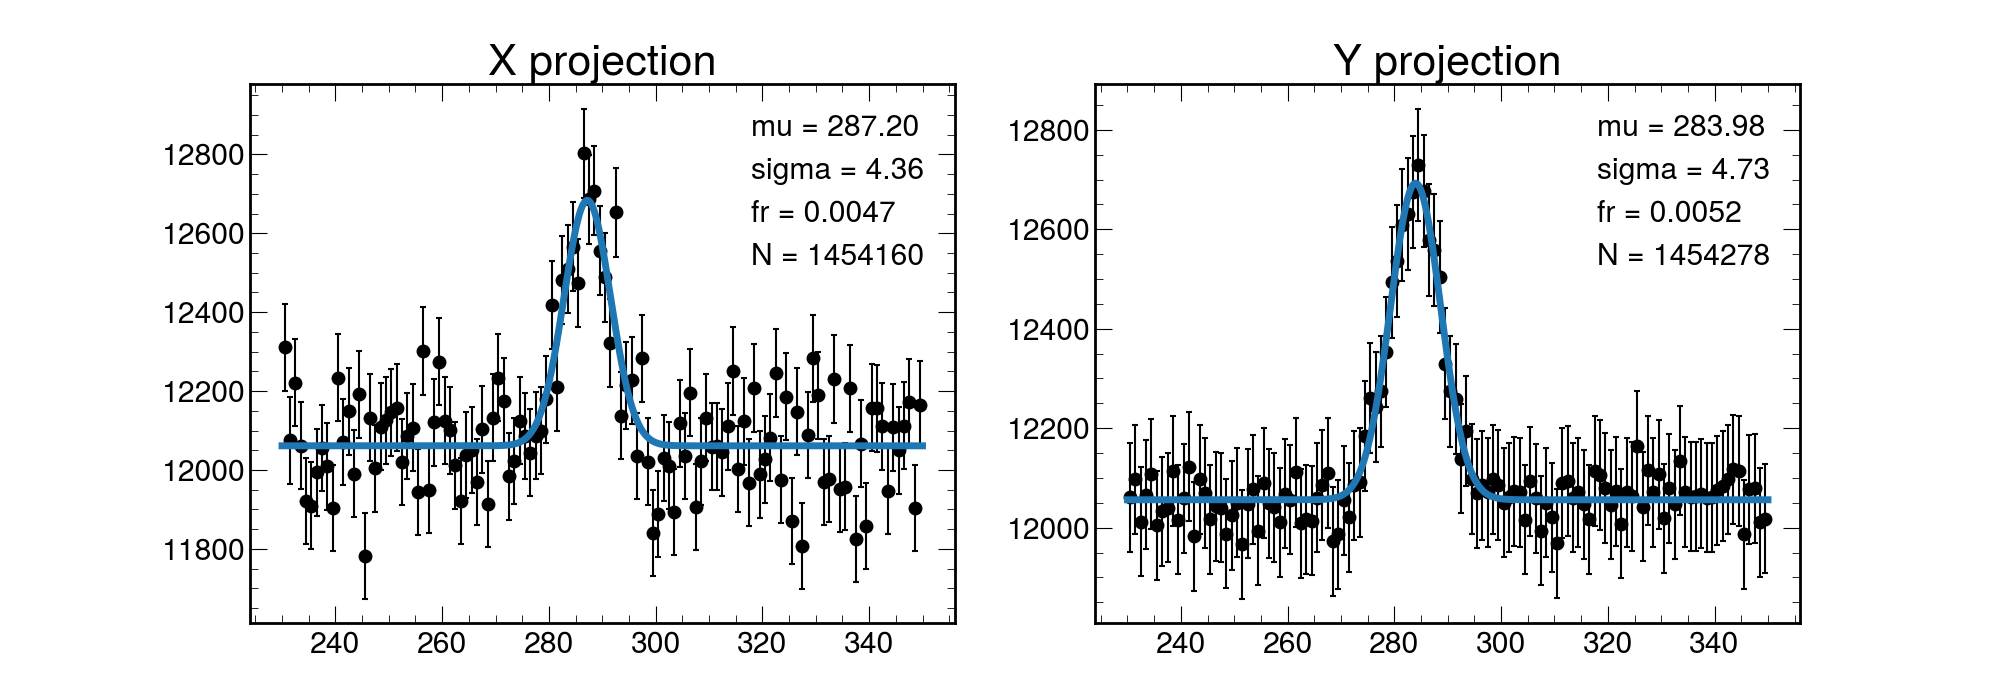 X projection
mu = 287.20
sigma = 4.36
fr = 0.0047
N = 1454160
12800
12600
12400
12200
12000
11800
240 260 280 300 320 340
Y projection
mu = 283.98
sigma = 4.73
fr = 0.0052
N = 1454278
12800
12600
12400
12200
12000
240 260 280 300 320 340